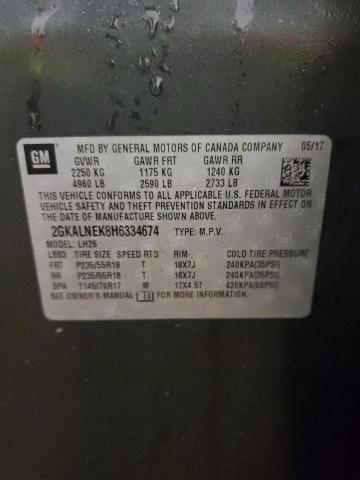 GM
MFD BY GENERAL MOTORS OF CANADA COMPANY 05/17
GVWR GAWR FRT GAWR RR
2250 KG 1175 KG 1240 KG
4960 LB 2590 LB 2733 LB
THIS VEHICLE CONFORMS TO ALL APPLICABLE U.S. FEDERAL MOTOR
VEHICLE SAFETY AND THEFT PREVENTION STANDARDS IN EFFECT ON
THE DATE OF MANUFACTURE SHOWN ABOVE.
2GKALNEK8H6334674 TYPE: M.P.V.
MODEL: LH26
LBB3 TIRE SIZE SPEED RTG RIM COLD TIRE PRESSURE
FRT P235/55R18 T 18X7J 240KPA(35PSI)
RR P235/55R18 T 18X7J 240KPA(35PSI)
SPA T145/70R17 M 17X4.5T 420KPA(60PSI)
SEE OWNER'S MANUAL FOR MORE INFORMATION.